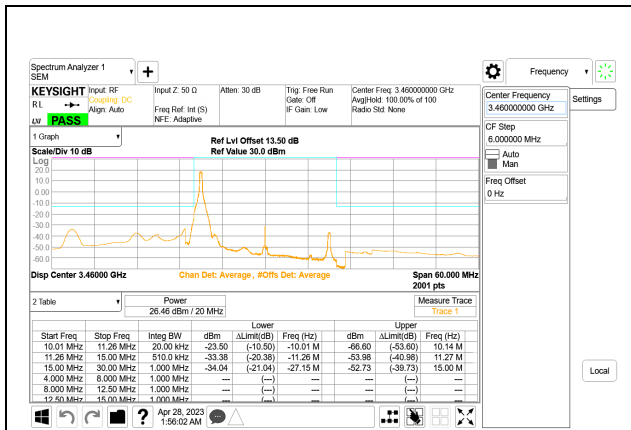 Spectrum Analyzer 1
SEM
Frequency
KEYSIGHT
Input: RF
Coupling: DC
Align: Auto
Input Z: 50 Ω
Freq Ref: Int (S)
NFE: Adaptive
Atten: 30 dB
Trig: Free Run
Gate: Off
IF Gain: Low
Center Freq: 3.460000000 GHz
Avg|Hold: 100.00% of 100
Radio Std: None
R L
LXI
PASS
Center Frequency
3.460000000 GHz
Settings
CF Step
6.000000 MHz
Auto
Man
Freq Offset
0 Hz
Local
1 Graph
Scale/Div 10 dB
Ref Lvl Offset 13.50 dB
Ref Value 30.0 dBm
Log
20.0
10.0
0.00
-10.0
-20.0
-30.0
-40.0
-50.0
-60.0
Disp Center 3.46000 GHz
Chan Det: Average , #Offs Det: Average
Span 60.000 MHz
2001 pts
2 Table
Power
26.46 dBm / 20 MHz
Measure Trace
Trace 1
Lower Upper
Start Freq Stop Freq Integ BW dBm ΔLimit(dB) Freq (Hz) dBm ΔLimit(dB) Freq (Hz)
10.01 MHz 11.26 MHz 20.00 kHz -23.50 (-10.50) -10.01 M -66.60 (-53.60) 10.14 M
11.26 MHz 15.00 MHz 510.0 kHz -33.38 (-20.38) -11.26 M -53.98 (-40.98) 11.27 M
15.00 MHz 30.00 MHz 1.000 MHz -34.04 (-21.04) -27.15 M -52.73 (-39.73) 15.00 M
4.000 MHz 8.000 MHz 1.000 MHz --- (---) --- --- (---) ---
8.000 MHz 12.50 MHz 1.000 MHz --- (---) --- --- (---) ---
12.50 MHz 15.00 MHz 1.000 MHz --- (---) --- --- (---) ---
Apr 28, 2023
1:56:02 AM